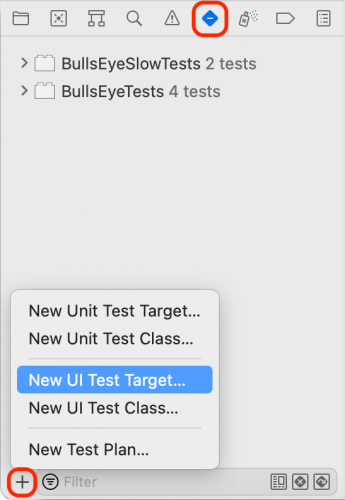 BullsEyeSlowTests 2 tests
BullsEyeTests 4 tests
New Unit Test Target...
New Unit Test Class...
New UI Test Target...
New UI Test Class...
New Test Plan...
Filter